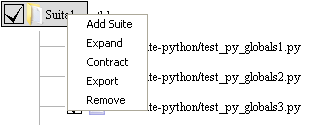 Suite1
Add Suite
Expand
Contract
Export
Remove
te-python/test_py_globals1.py
te-python/test_py_globals2.py
te-python/test_py_globals3.py